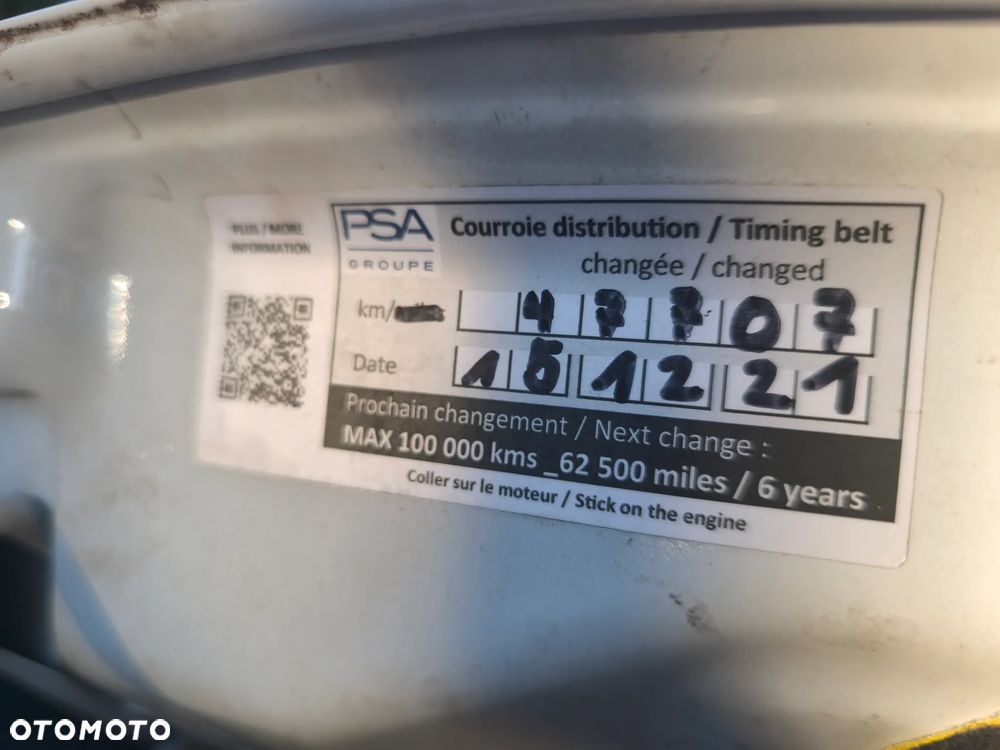 PLUS / MORE
INFORMATION
PSA
GROUPE
Courroie distribution / Timing belt
changée / changed
km/
47707
Date
15 12 21
Prochain changement / Next change :
MAX 100 000 kms _62 500 miles / 6 years
Coller sur le moteur / Stick on the engine
OTOMOTO